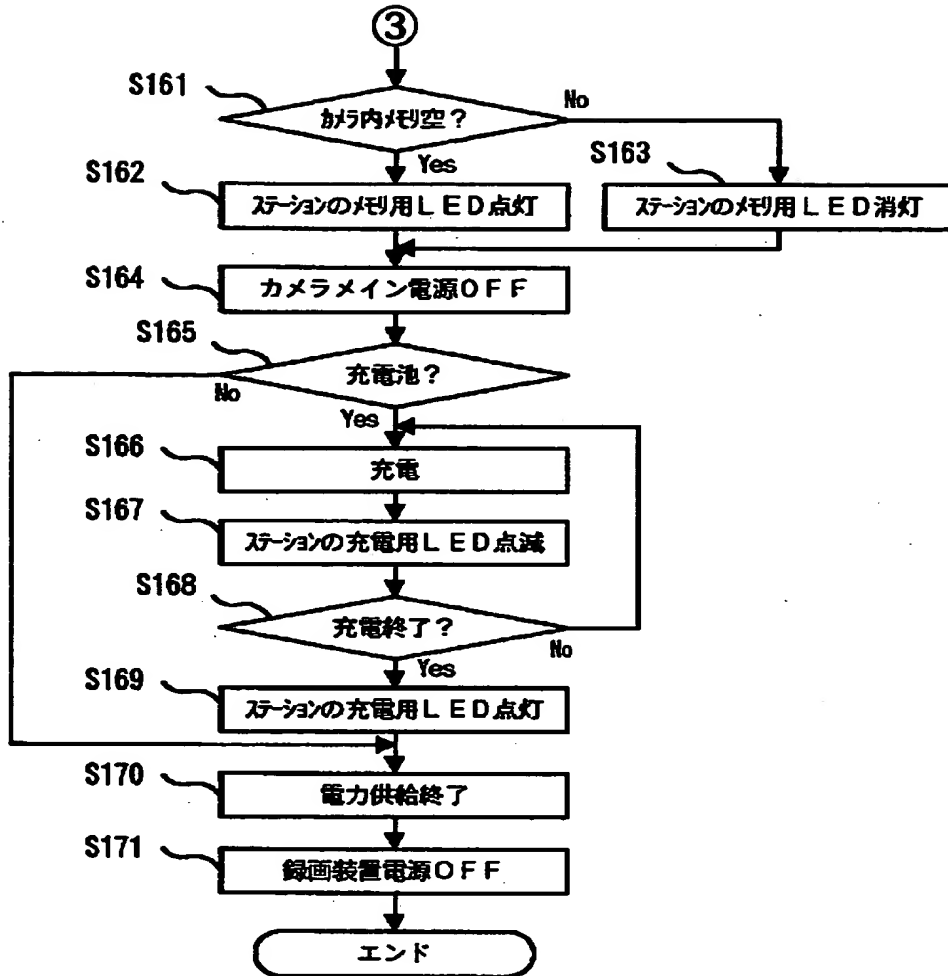 ③
S161
カメラ内メモリ空？
No
Yes
S162
ステーションのメモリ用ＬＥＤ点灯
S163
ステーションのメモリ用ＬＥＤ消灯
S164
カメラメイン電源ＯＦＦ
S165
充電池？
No
Yes
S166
充電
S167
ステーションの充電用ＬＥＤ点滅
S168
充電終了？
No
Yes
S169
ステーションの充電用ＬＥＤ点灯
S170
電力供給終了
S171
録画装置電源ＯＦＦ
エンド